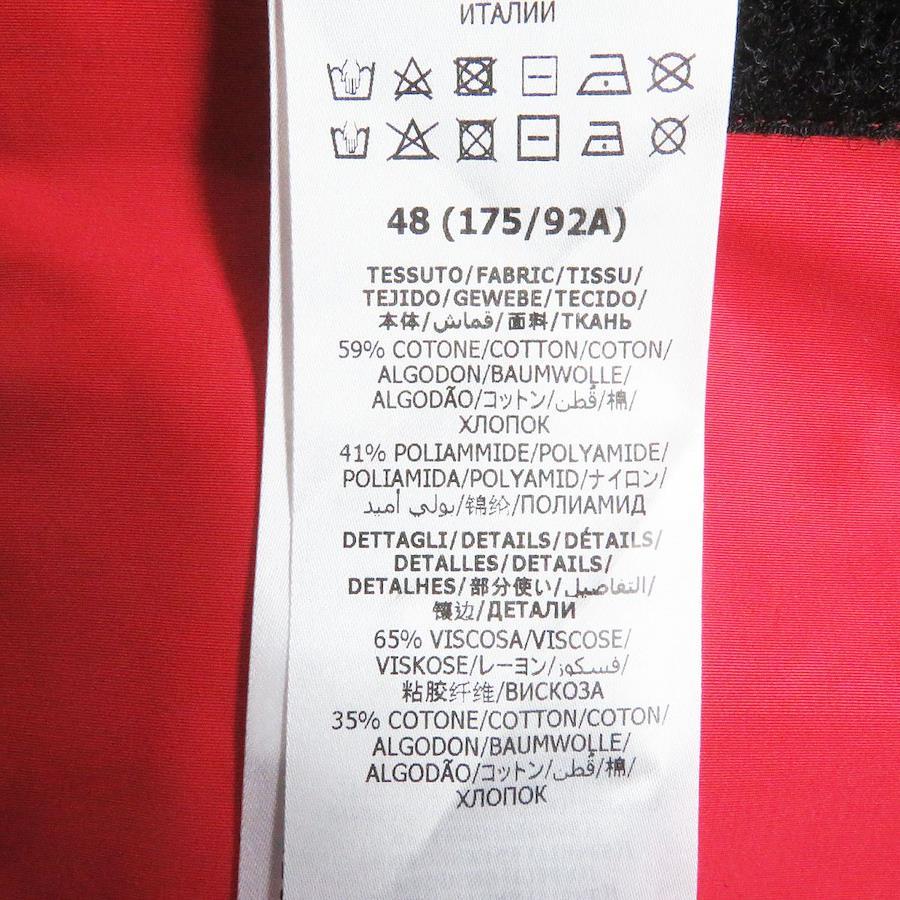 ИТАЛИИ
48 (175/92A)
TESSUTO/FABRIC/TISSU/
TEJIDO/GEWEBE/TECIDO/
本体/قماش/面料/ТКАНЬ
59% COTONE/COTTON/COTON/
ALGODON/BAUMWOLLE/
ALGODÃO/コットン/قُطن/棉/
ХЛОПОК
41% POLIAMMIDE/POLYAMIDE/
POLIAMIDA/POLYAMID/ナイロン/
بولي أميد/锦纶/ПОЛИАМИД
DETTAGLI/DETAILS/DÉTAILS/
DETALLES/DETAILS/
DETALHES/部分使い/التفاصيل/
镶边/ДЕТАЛИ
65% VISCOSA/VISCOSE/
VISKOSE/レーヨン/فسكوز/
粘胶纤维/ВИСКОЗА
35% COTONE/COTTON/COTON/
ALGODON/BAUMWOLLE/
ALGODÃO/コットン/قُطن/棉/
ХЛОПОК